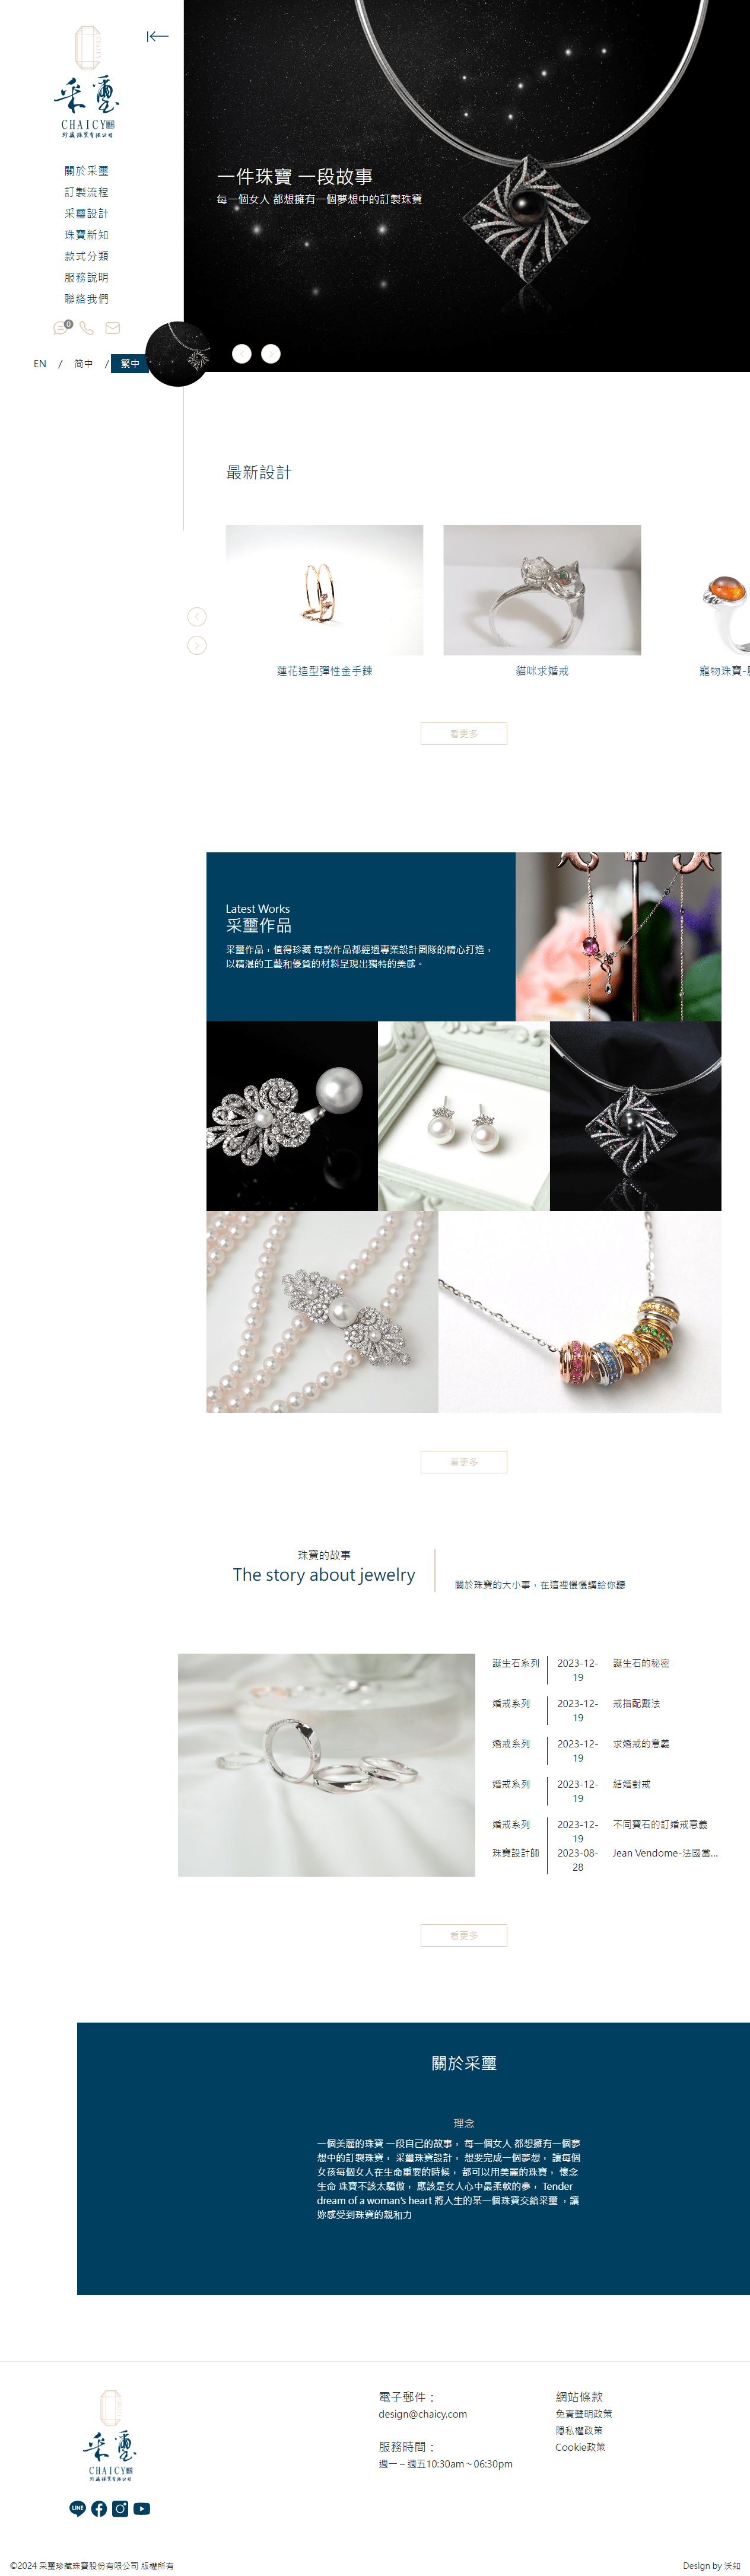 采璽
CHAICY
珍藏珠寶有限公司
關於采璽
訂製流程
采璽設計
珠寶新知
款式分類
服務說明
聯絡我們
0
EN / 简中 / 繁中
一件珠寶 一段故事
每一個女人 都想擁有一個夢想中的訂製珠寶
最新設計
蓮花造型彈性金手鍊
貓咪求婚戒
寵物珠寶-
看更多
Latest Works
采璽作品
采璽作品，值得珍藏 每款作品都經過專業設計團隊的精心打造，
以精湛的工藝和優質的材料呈現出獨特的美感。
看更多
珠寶的故事
The story about jewelry
關於珠寶的大小事，在這裡慢慢講給你聽
誕生石系列 2023-12-19 誕生石的秘密
婚戒系列 2023-12-19 戒指配戴法
婚戒系列 2023-12-19 求婚戒的意義
婚戒系列 2023-12-19 結婚對戒
婚戒系列 2023-12-19 不同寶石的訂婚戒意義
珠寶設計師 2023-08-28 Jean Vendome-法國當...
看更多
關於采璽
理念
一個美麗的珠寶 一段自己的故事， 每一個女人 都想擁有一個夢
想中的訂製珠寶， 采璽珠寶設計， 想要完成一個夢想， 讓每個
女孩每個女人在生命重要的時候， 都可以用美麗的珠寶， 懷念
生命 珠寶不該太驕傲， 應該是女人心中最柔軟的夢， Tender
dream of a woman's heart 將人生的某一個珠寶交給采璽 ，讓
妳感受到珠寶的親和力
采璽
CHAICY
珍藏珠寶有限公司
LINE
電子郵件：
design@chaicy.com
服務時間：
週一～週五10:30am～06:30pm
網站條款
免責聲明政策
隱私權政策
Cookie政策
©2024 采璽珍藏珠寶股份有限公司 版權所有
Design by 沃知